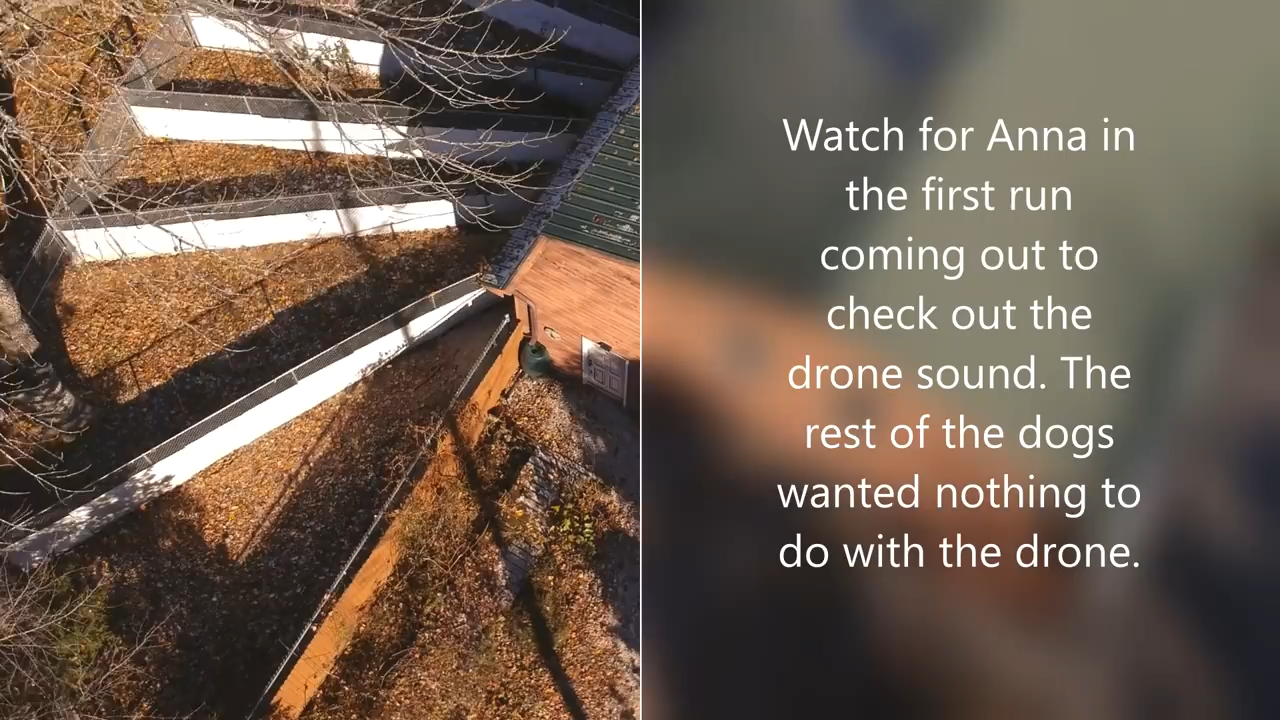 Watch for Anna in
the first run
coming out to
check out the
drone sound. The
rest of the dogs
wanted nothing to
do with the drone.